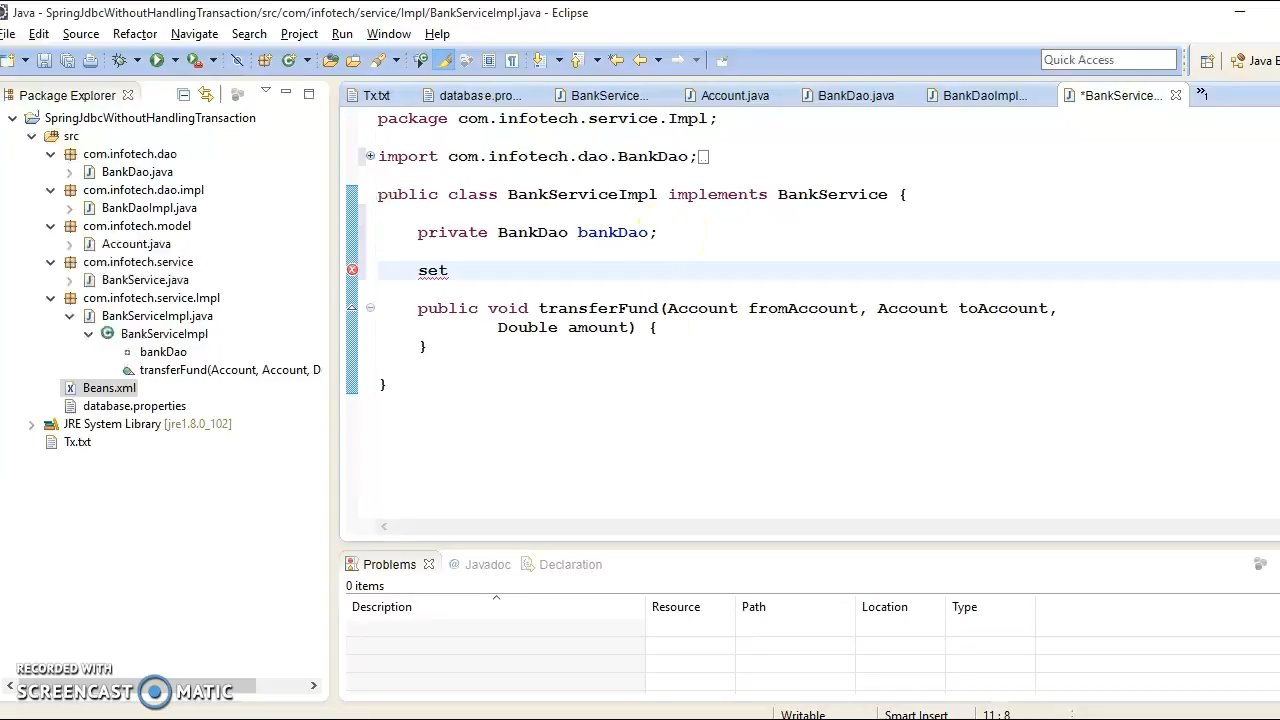 Java - SpringJdbcWithoutHandlingTransaction/src/com/infotech/service/Impl/BankServiceImpl.java - Eclipse
File Edit Source Refactor Navigate Search Project Run Window Help
Quick Access
Java E
Package Explorer
Tx.txt database.pro... BankService... Account.java BankDao.java BankDaoImpl... *BankService... »1
SpringJdbcWithoutHandlingTransaction
src
com.infotech.dao
BankDao.java
com.infotech.dao.impl
BankDaoImpl.java
com.infotech.model
Account.java
com.infotech.service
BankService.java
com.infotech.service.Impl
BankServiceImpl.java
BankServiceImpl
bankDao
transferFund(Account, Account, D
Beans.xml
database.properties
JRE System Library [jre1.8.0_102]
Tx.txt
package com.infotech.service.Impl;
import com.infotech.dao.BankDao;
public class BankServiceImpl implements BankService {
private BankDao bankDao;
set
public void transferFund(Account fromAccount, Account toAccount,
Double amount) {
}
}
Problems @ Javadoc Declaration
0 items
Description Resource Path Location Type
RECORDED WITH
SCREENCAST MATIC
Writable Smart Insert 11 : 8